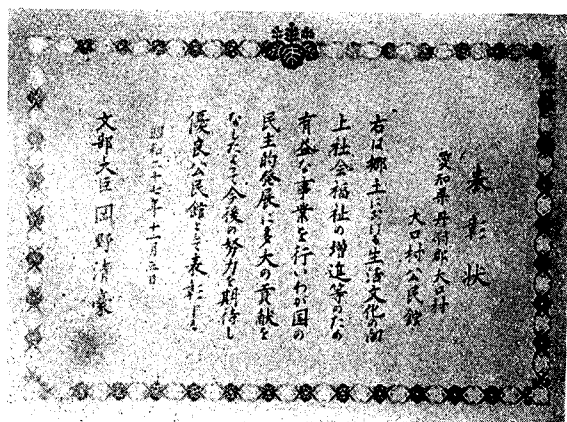 表彰状
愛知県丹羽郡大口村
大口村公民館
右は郷土における生活文化の向
上社会福祉の増進等のため
有益な事業を行いわが国の
民主的発展に多大の貢献を
なしたよって今後の努力を期待し
優良公民館として表彰する
昭和二十七年十一月三日
文部大臣岡野清豪